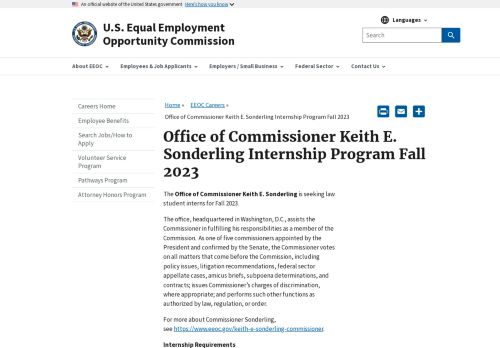 An official website of the United States government Here's how you know
U.S. Equal Employment
Opportunity Commission
Languages
Search
About EEOC
Employees & Job Applicants
Employers / Small Business
Federal Sector
Contact Us
Careers Home
Employee Benefits
Search Jobs/How to
Apply
Volunteer Service
Program
Pathways Program
Attorney Honors Program
Home » EEOC Careers »
Office of Commissioner Keith E. Sonderling Internship Program Fall 2023
Office of Commissioner Keith E.
Sonderling Internship Program Fall
2023
The Office of Commissioner Keith E. Sonderling is seeking law
student interns for Fall 2023.
The office, headquartered in Washington, D.C., assists the
Commissioner in fulfilling his responsibilities as a member of the
Commission. As one of five commissioners appointed by the
President and confirmed by the Senate, the Commissioner votes
on all matters that come before the Commission, including
policy issues, litigation recommendations, federal sector
appellate cases, amicus briefs, subpoena determinations, and
contracts; issues Commissioner's charges of discrimination,
where appropriate; and performs such other functions as
authorized by law, regulation, or order.
For more about Commissioner Sonderling,
see https://www.eeoc.gov/keith-e-sonderling-commissioner.
Internship Requirements